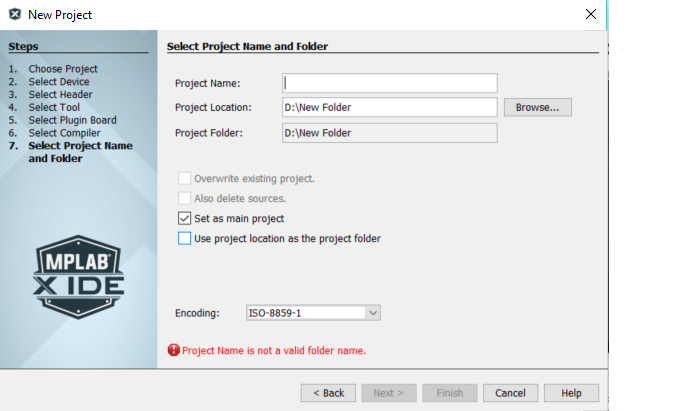 New Project
Steps
1. Choose Project
2. Select Device
3. Select Header
4. Select Tool
5. Select Plugin Board
6. Select Compiler
7. Select Project Name
and Folder
MPLAB®
X IDE
Select Project Name and Folder
Project Name:
Project Location: D:\New Folder Browse...
Project Folder: D:\New Folder
Overwrite existing project.
Also delete sources.
Set as main project
Use project location as the project folder
Encoding: ISO-8859-1
Project Name is not a valid folder name.
< Back Next > Finish Cancel Help